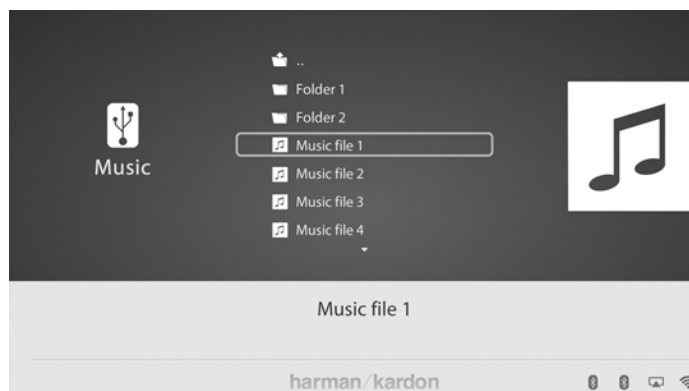 ..
Folder 1
Folder 2
Music file 1
Music
Music file 2
Music file 3
Music file 4
Music file 1
harman/kardon